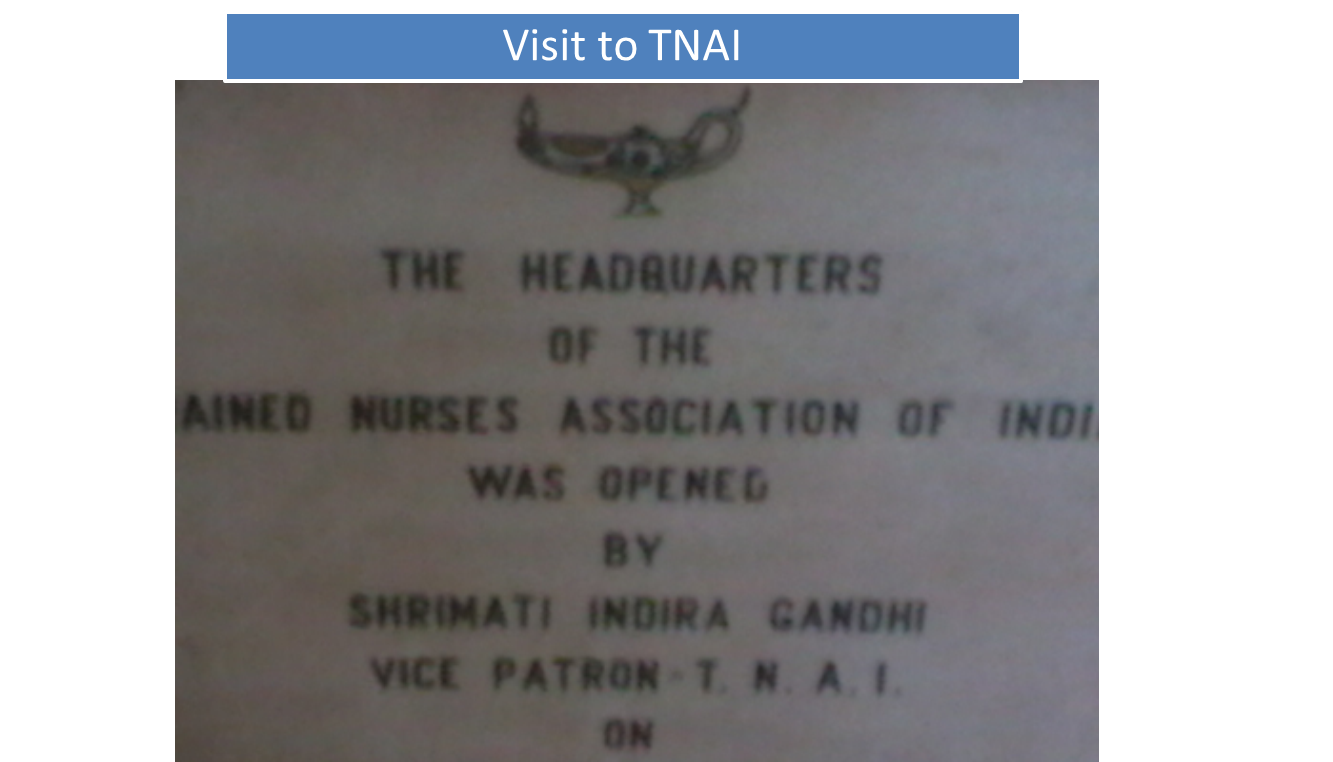 Visit to TNAI
THE HEADQUARTERS
OF THE
AINED NURSES ASSOCIATION OF INDI
WAS OPENED
BY
SHRIMATI INDIRA GANDHI
VICE PATRON - T. N. A. I.
ON